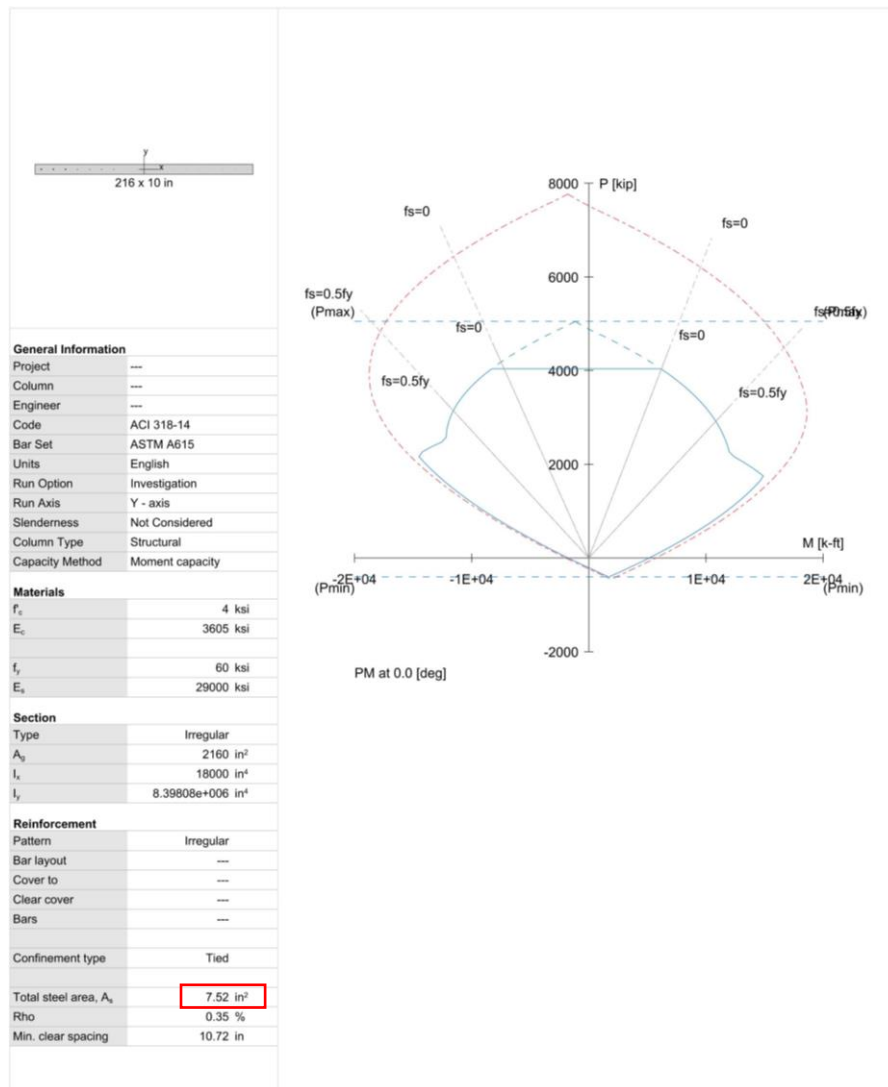 y
x
216 x 10 in
General Information
Project ---
Column ---
Engineer ---
Code ACI 318-14
Bar Set ASTM A615
Units English
Run Option Investigation
Run Axis Y - axis
Slenderness Not Considered
Column Type Structural
Capacity Method Moment capacity
Materials
f'c 4 ksi
Ec 3605 ksi
fy 60 ksi
Es 29000 ksi
Section
Type Irregular
Ag 2160 in²
Ix 18000 in⁴
Iy 8.39808e+006 in⁴
Reinforcement
Pattern Irregular
Bar layout ---
Cover to ---
Clear cover ---
Bars ---
Confinement type Tied
Total steel area, As 7.52 in²
Rho 0.35 %
Min. clear spacing 10.72 in
8000 P [kip]
fs=0
fs=0
6000
fs=0.5fy
(Pmax)
fs=0.5fy
(Pmax)
fs=0
fs=0
4000
fs=0.5fy
fs=0.5fy
2000
M [k-ft]
-2E+04
-1E+04
1E+04
2E+04
(Pmin)
(Pmin)
-2000
PM at 0.0 [deg]